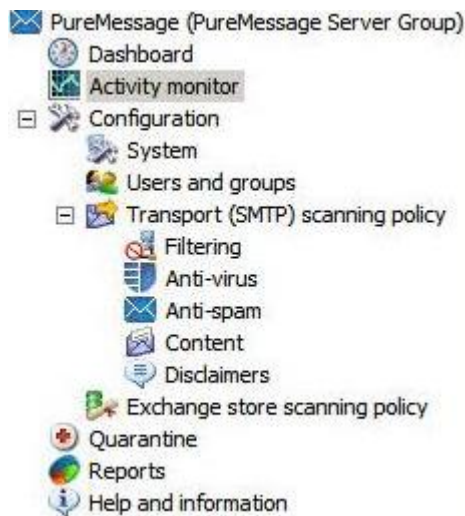 PureMessage (PureMessage Server Group)
Dashboard
Activity monitor
Configuration
System
Users and groups
Transport (SMTP) scanning policy
Filtering
Anti-virus
Anti-spam
Content
Disclaimers
Exchange store scanning policy
Quarantine
Reports
Help and information